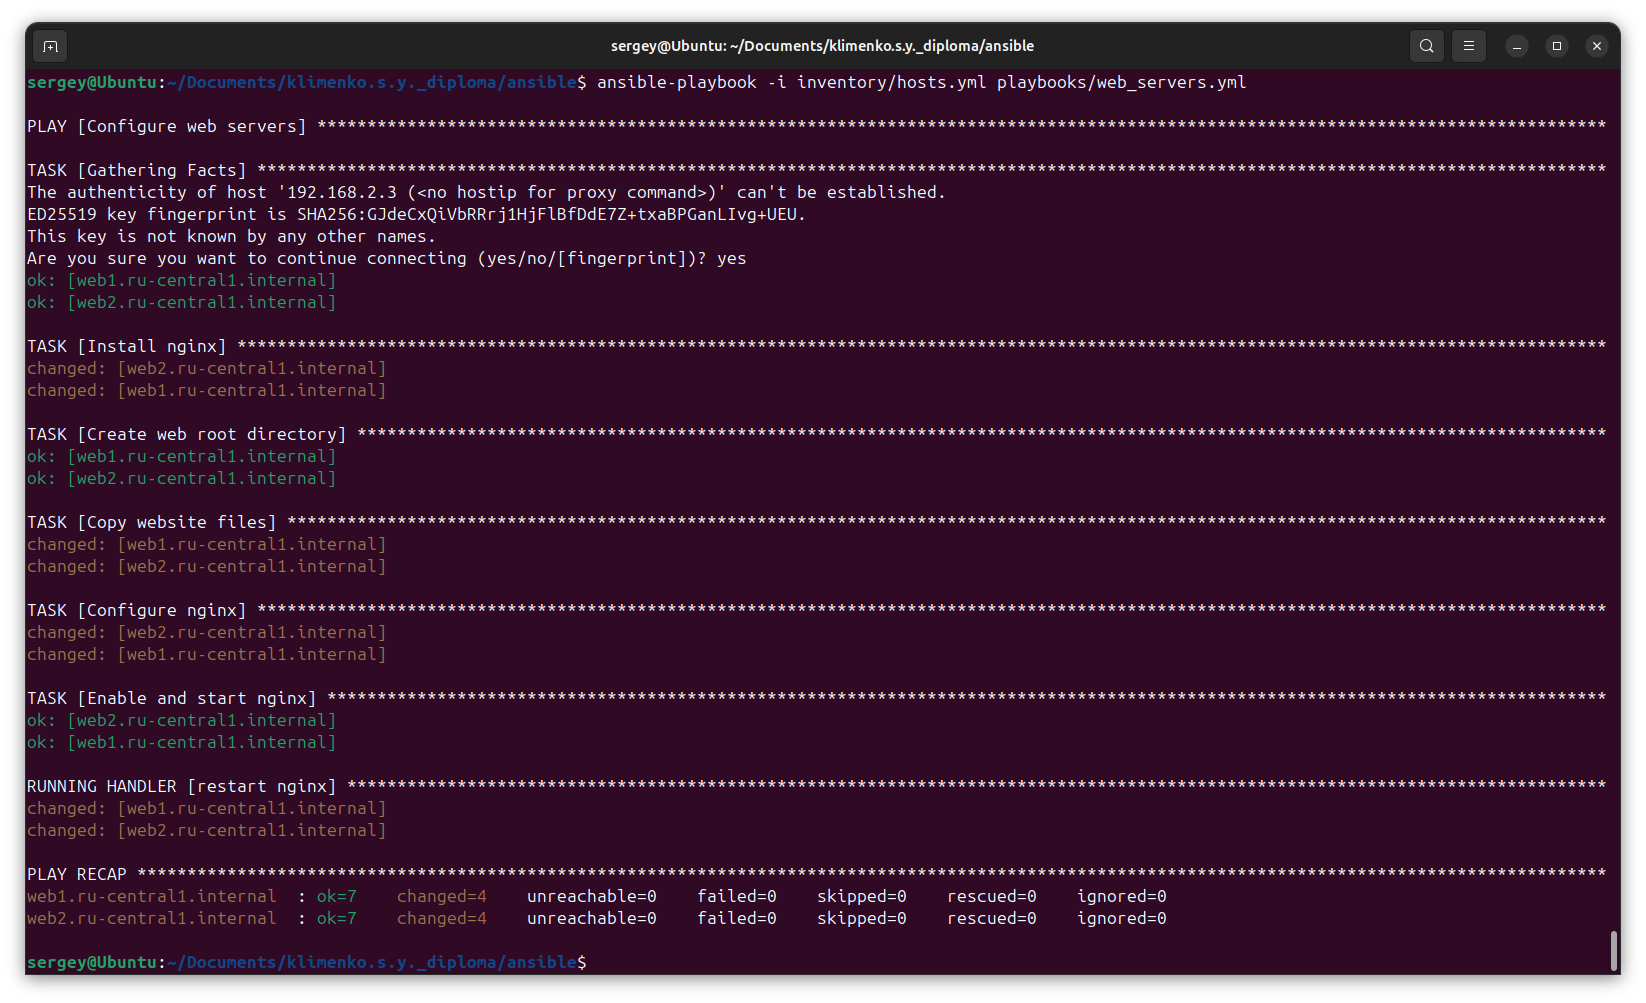 sergey@Ubuntu: ~/Documents/klimenko.s.y._diploma/ansible
sergey@Ubuntu:~/Documents/klimenko.s.y._diploma/ansible$ ansible-playbook -i inventory/hosts.yml playbooks/web_servers.yml
PLAY [Configure web servers] *********************************************************************************************************************************
TASK [Gathering Facts] ***************************************************************************************************************************************
The authenticity of host '192.168.2.3 (<no hostip for proxy command>)' can't be established.
ED25519 key fingerprint is SHA256:GJdeCxQiVbRRrj1HjFlBfDdE7Z+txaBPGanLIvg+UEU.
This key is not known by any other names.
Are you sure you want to continue connecting (yes/no/[fingerprint])? yes
ok: [web1.ru-central1.internal]
ok: [web2.ru-central1.internal]
TASK [Install nginx] *****************************************************************************************************************************************
changed: [web2.ru-central1.internal]
changed: [web1.ru-central1.internal]
TASK [Create web root directory] *****************************************************************************************************************************
ok: [web1.ru-central1.internal]
ok: [web2.ru-central1.internal]
TASK [Copy website files] ************************************************************************************************************************************
changed: [web1.ru-central1.internal]
changed: [web2.ru-central1.internal]
TASK [Configure nginx] ***************************************************************************************************************************************
changed: [web2.ru-central1.internal]
changed: [web1.ru-central1.internal]
TASK [Enable and start nginx] ********************************************************************************************************************************
ok: [web2.ru-central1.internal]
ok: [web1.ru-central1.internal]
RUNNING HANDLER [restart nginx] ******************************************************************************************************************************
changed: [web1.ru-central1.internal]
changed: [web2.ru-central1.internal]
PLAY RECAP ***************************************************************************************************************************************************
web1.ru-central1.internal  : ok=7    changed=4    unreachable=0    failed=0    skipped=0    rescued=0    ignored=0
web2.ru-central1.internal  : ok=7    changed=4    unreachable=0    failed=0    skipped=0    rescued=0    ignored=0
sergey@Ubuntu:~/Documents/klimenko.s.y._diploma/ansible$